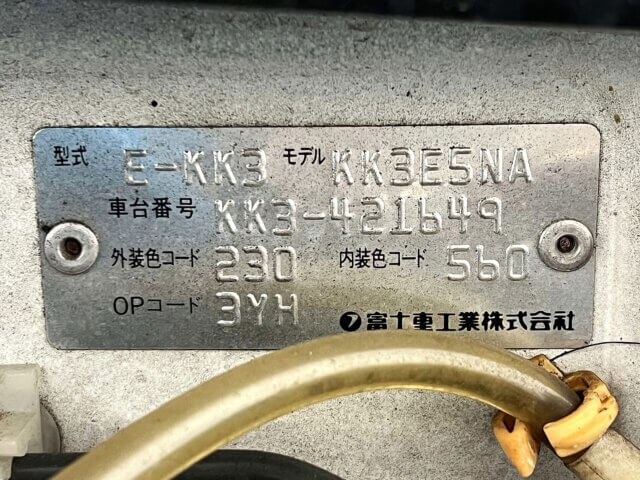 型式 E-KK3 モデル KK3E5NA
車台番号 KK3-421649
外装色コード 230 内装色コード 560
OPコード 3YH
富士重工業株式会社